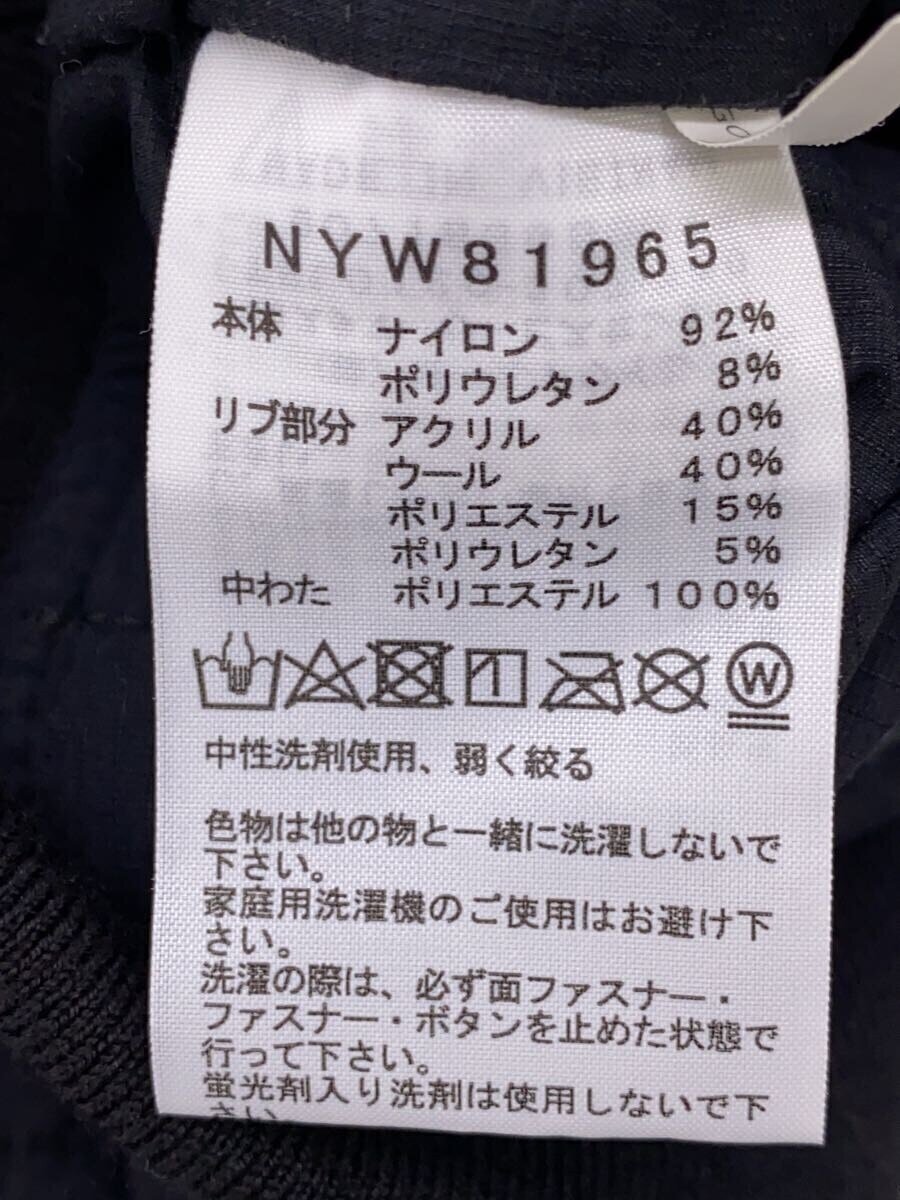 NYW81965
本体 ナイロン 92%
ポリウレタン 8%
リブ部分 アクリル 40%
ウール 40%
ポリエステル 15%
ポリウレタン 5%
中わた ポリエステル 100%
W
中性洗剤使用、弱く絞る
色物は他の物と一緒に洗濯しないで
下さい。
家庭用洗濯機のご使用はお避け下
さい。
洗濯の際は、必ず面ファスナー・
ファスナー・ボタンを止めた状態で
行って下さい。
蛍光剤入り洗剤は使用しないで下
さい